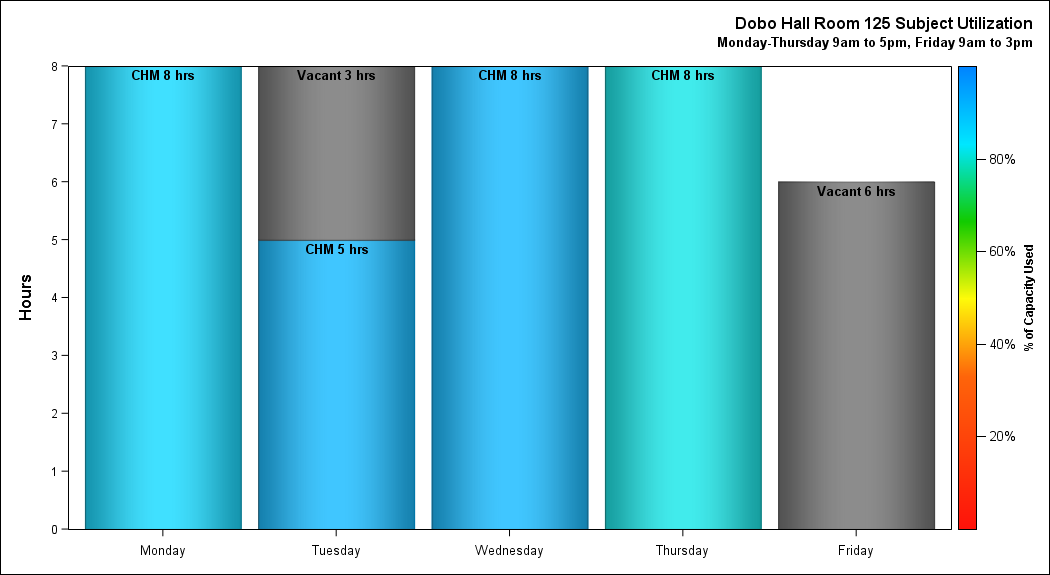 Dobo Hall Room 125 Subject Utilization
Monday-Thursday 9am to 5pm, Friday 9am to 3pm
8
7
6
5
4
3
2
1
0
Hours
CHM 8 hrs
Vacant 3 hrs
CHM 5 hrs
CHM 8 hrs
CHM 8 hrs
Vacant 6 hrs
Monday
Tuesday
Wednesday
Thursday
Friday
80%
60%
40%
20%
% of Capacity Used